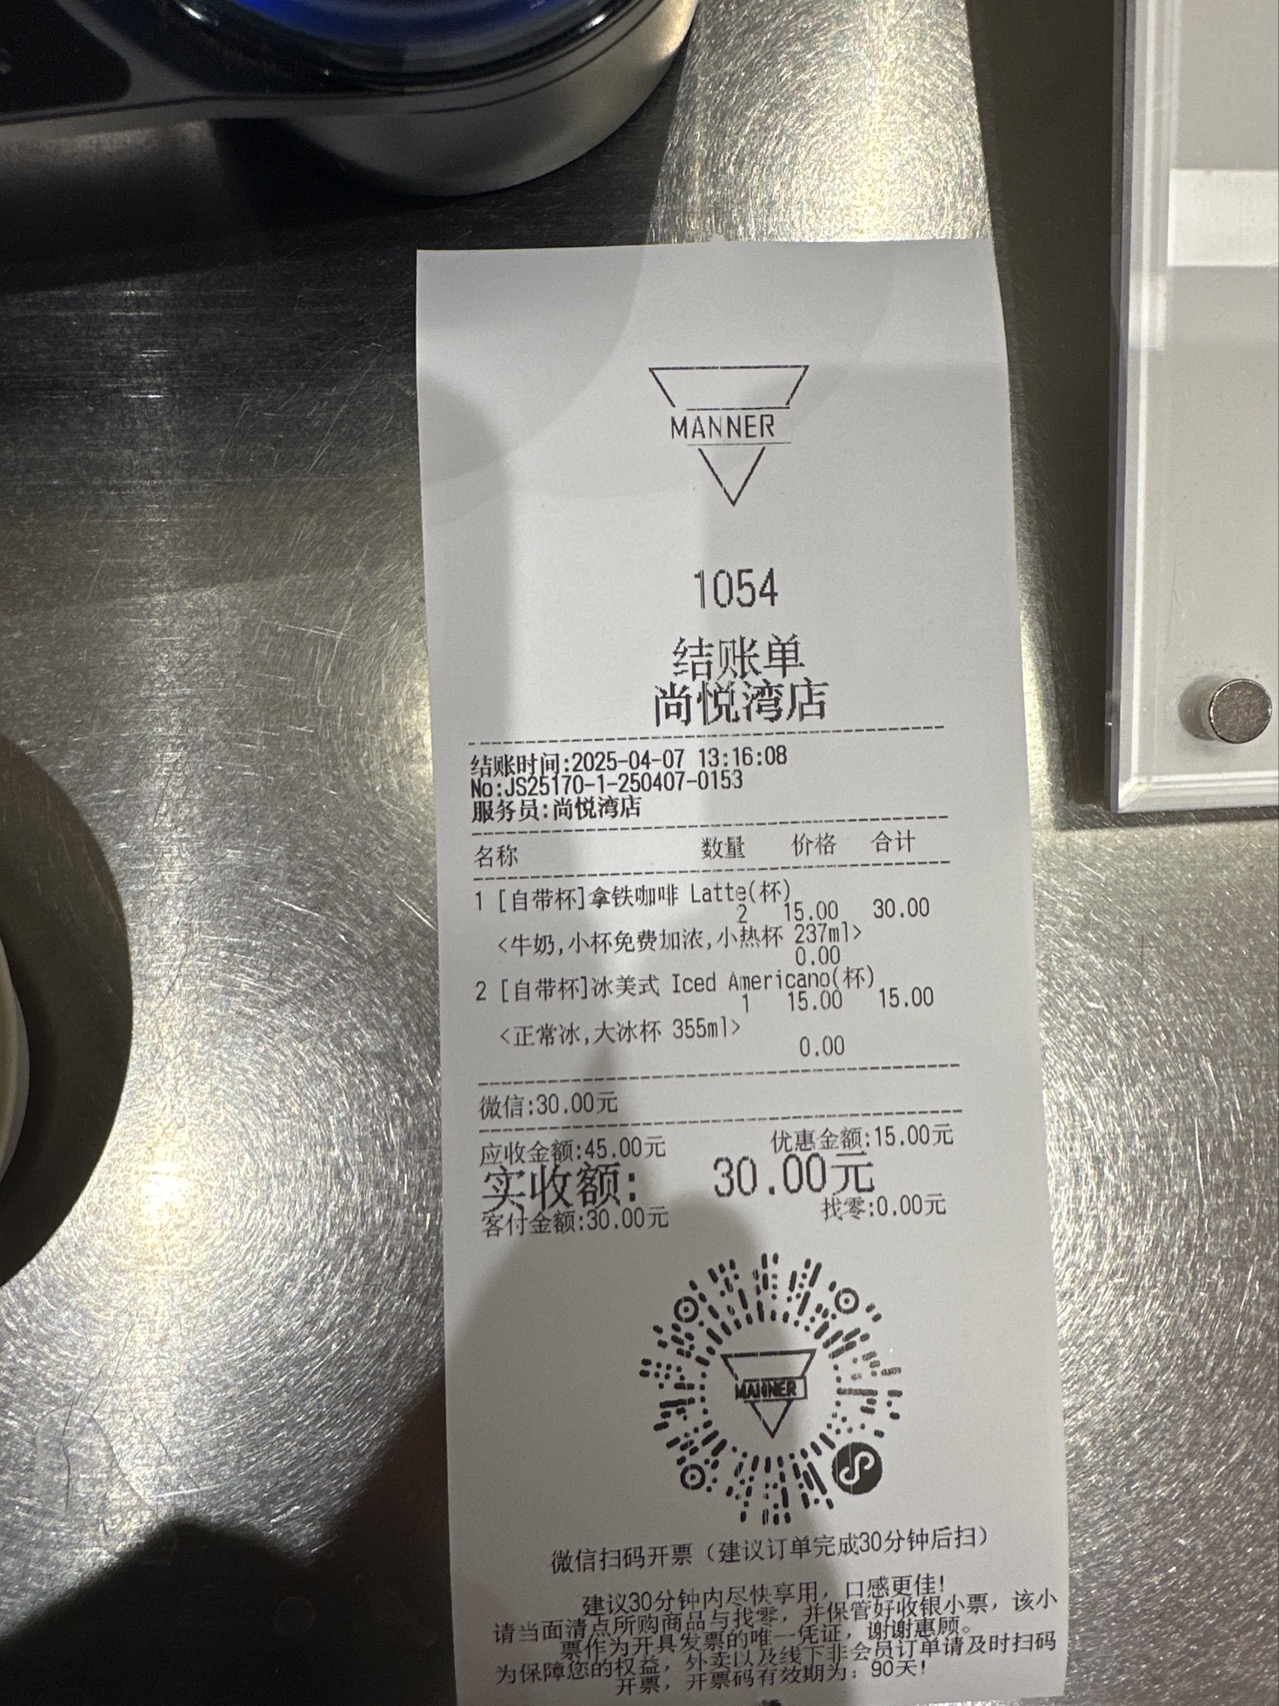 MANNER
1054
结账单
尚悦湾店
结账时间:2025-04-07 13:16:08
No:JS25170-1-250407-0153
服务员:尚悦湾店
名称 数量 价格 合计
1 [自带杯]拿铁咖啡 Latte(杯)
2 15.00 30.00
<牛奶,小杯免费加浓,小热杯 237ml>
0.00
2 [自带杯]冰美式 Iced Americano(杯)
1 15.00 15.00
<正常冰,大冰杯 355ml>
0.00
微信:30.00元
应收金额:45.00元 优惠金额:15.00元
实收额: 30.00元
客付金额:30.00元 找零:0.00元
MANNER
微信扫码开票（建议订单完成30分钟后扫）
建议30分钟内尽快享用，口感更佳！
请当面清点所购商品与找零，并保管好收银小票，该小
票作为开具发票的唯一凭证，谢谢惠顾。
为保障您的权益，外卖以及线下非会员订单请及时扫码
开票，开票码有效期为：90天！